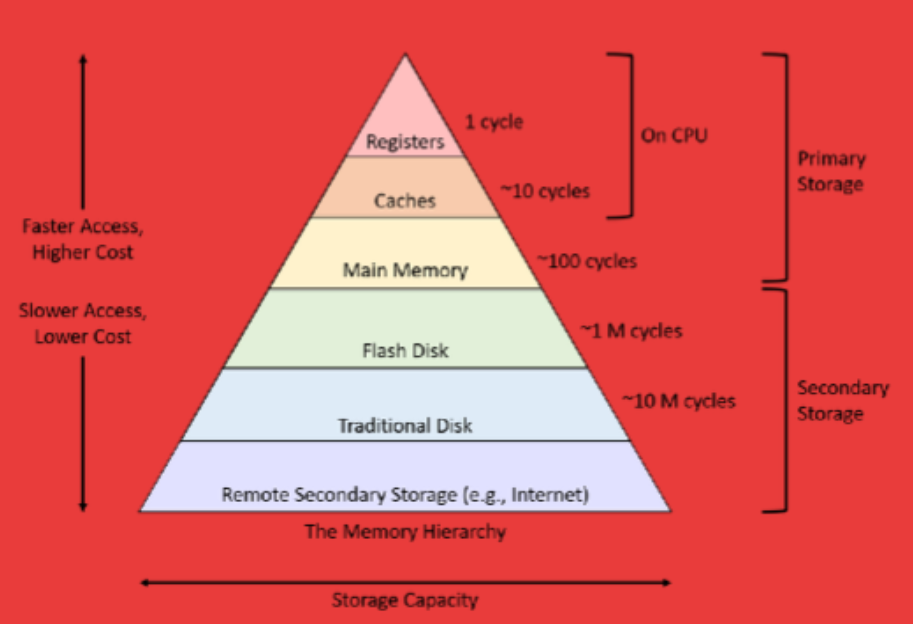 Registers
1 cycle
On CPU
Primary
Storage
Caches
~10 cycles
Faster Access,
Higher Cost
Main Memory
~100 cycles
Slower Access,
Lower Cost
Flash Disk
~1 M cycles
Traditional Disk
~10 M cycles
Secondary
Storage
Remote Secondary Storage (e.g., Internet)
The Memory Hierarchy
Storage Capacity